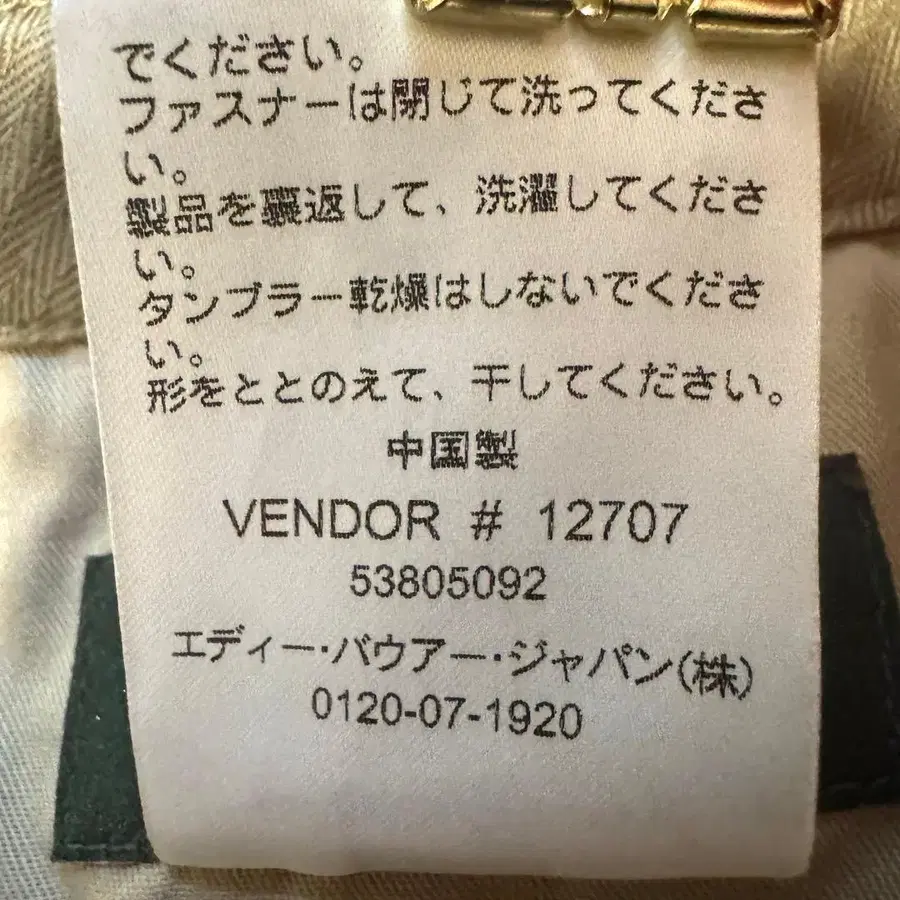 でください。
ファスナーは閉じて洗ってくださ
い。
製品を裏返して、洗濯してくださ
い。
タンブラー乾燥はしないでくださ
い。
形をととのえて、干してください。
中国製
VENDOR # 12707
53805092
エディー・バウアー・ジャパン(株)
0120-07-1920